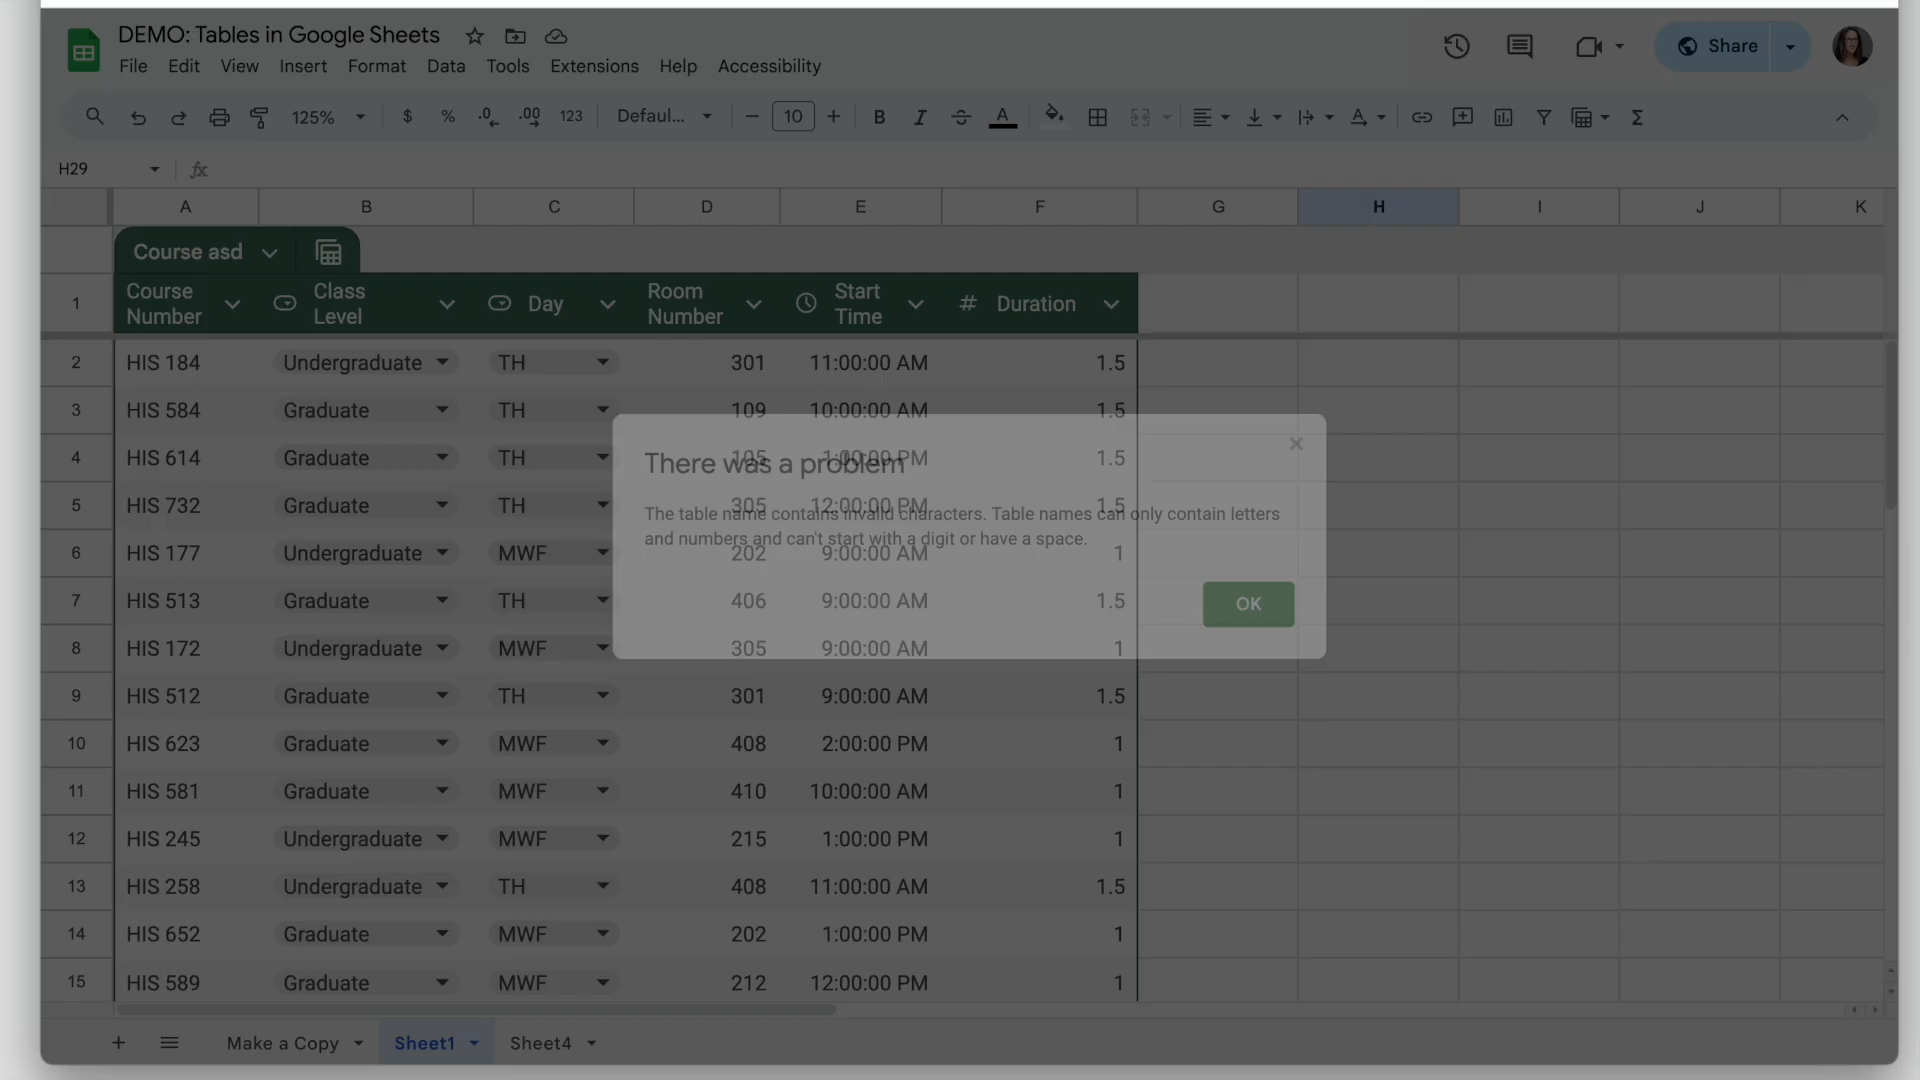 DEMO: Tables in Google Sheets
Share
File Edit View Insert Format Data Tools Extensions Help Accessibility
125% $ % .0 .00 123 Defaul... 10 B I S A A Σ
H29 fx
A B C D E F G H I J K
Course asd
1 Course Number Class Level Day Room Number Start Time # Duration
2 HIS 184 Undergraduate TH 301 11:00:00 AM 1.5
3 HIS 584 Graduate TH 109 10:00:00 AM 1.5
4 HIS 614 Graduate TH 105 1:00:00 PM 1.5
5 HIS 732 Graduate TH 305 12:00:00 PM 1.5
6 HIS 177 Undergraduate MWF 202 9:00:00 AM 1
7 HIS 513 Graduate TH 406 9:00:00 AM 1.5
8 HIS 172 Undergraduate MWF 305 9:00:00 AM 1
9 HIS 512 Graduate TH 301 9:00:00 AM 1.5
10 HIS 623 Graduate MWF 408 2:00:00 PM 1
11 HIS 581 Graduate MWF 410 10:00:00 AM 1
12 HIS 245 Undergraduate MWF 215 1:00:00 PM 1
13 HIS 258 Undergraduate TH 408 11:00:00 AM 1.5
14 HIS 652 Graduate MWF 202 1:00:00 PM 1
15 HIS 589 Graduate MWF 212 12:00:00 PM 1
There was a problem
The table name contains invalid characters. Table names can only contain letters
and numbers and can't start with a digit or have a space.
OK
Make a Copy Sheet1 Sheet4